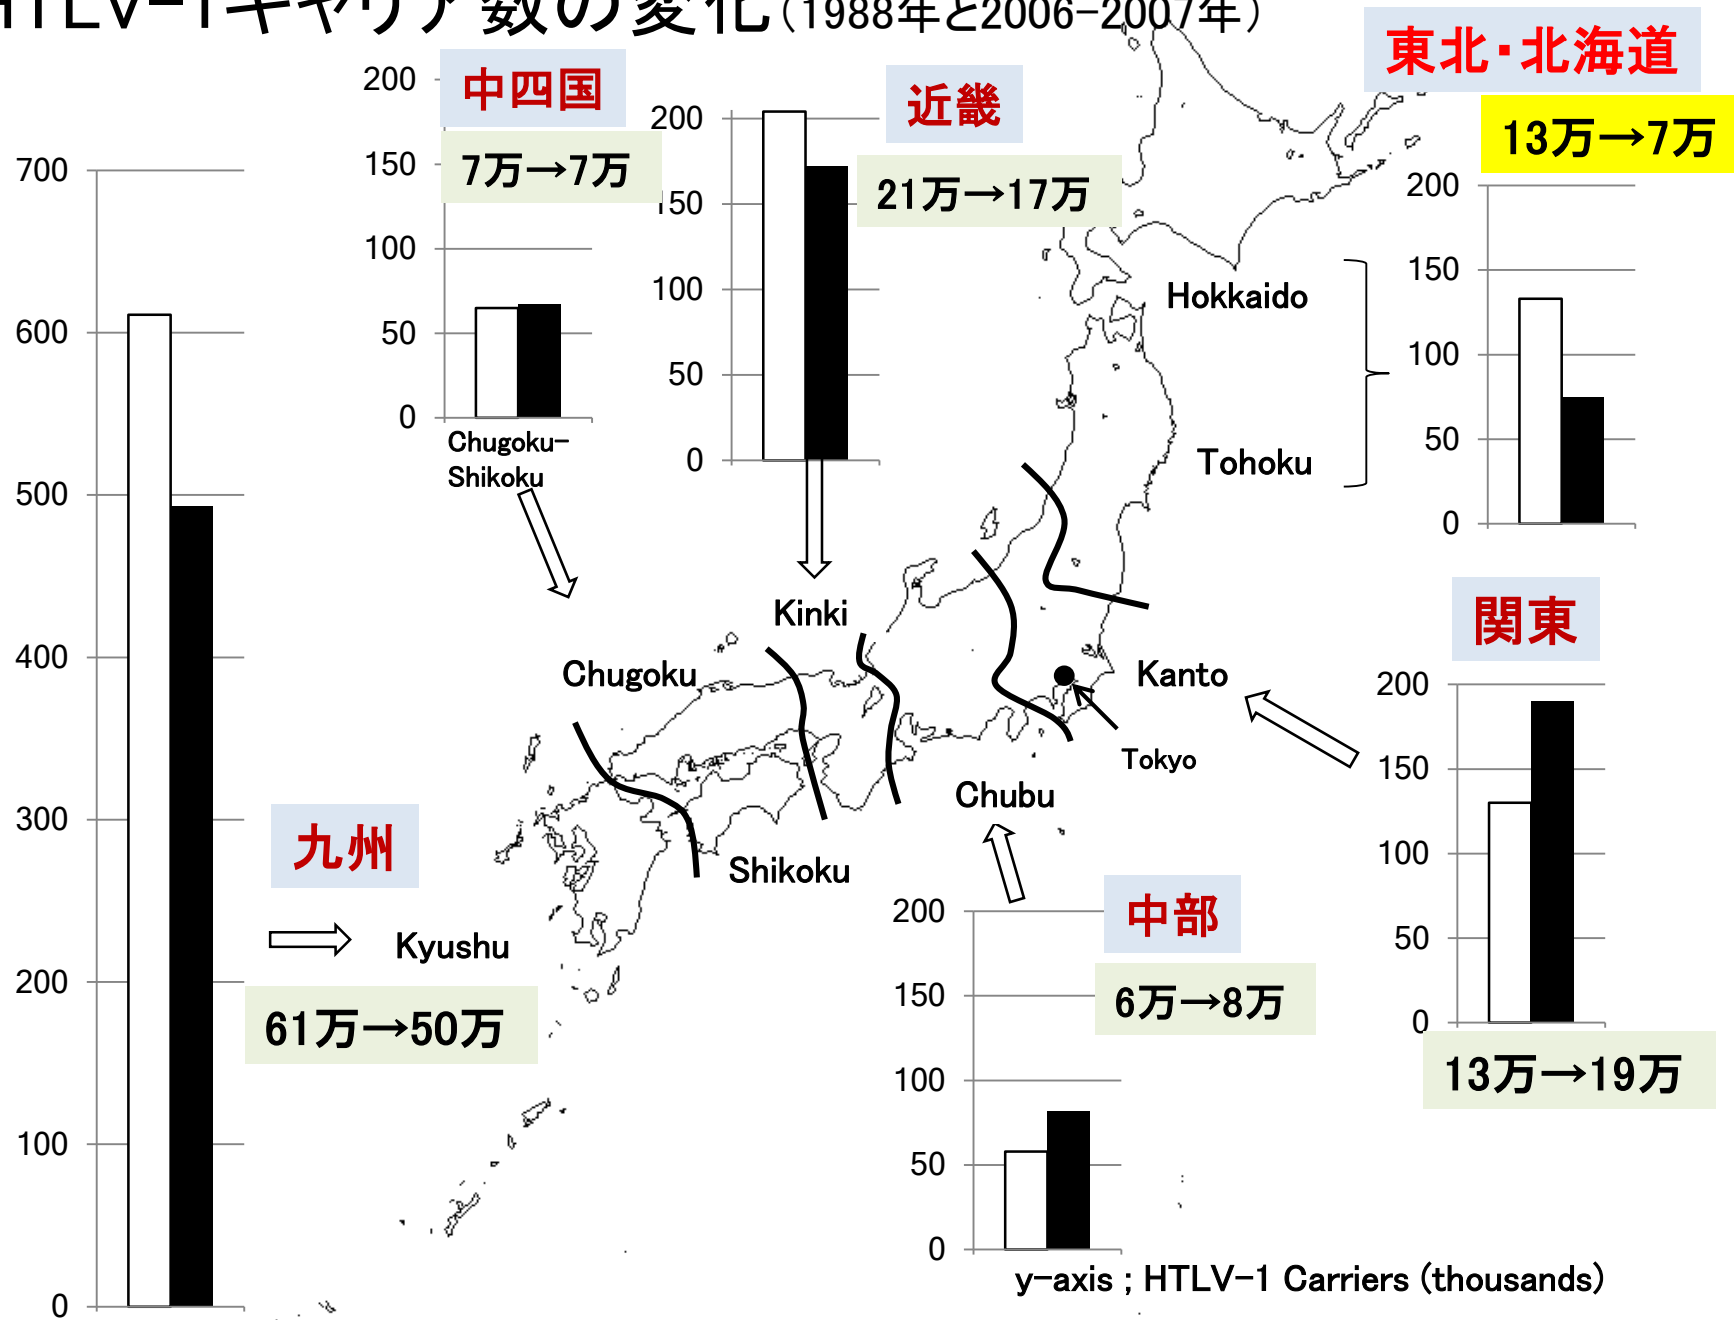 HTLV-1キャリア数の変化（1988年と2006-2007年）
中四国
7万→7万
200
150
100
50
0
Chugoku-
Shikoku
近畿
21万→17万
200
150
100
50
0
東北・北海道
13万→7万
200
150
100
50
0
700
600
500
400
300
200
100
0
Hokkaido
Tohoku
Kinki
Chugoku
Kanto
Tokyo
Chubu
Shikoku
Kyushu
九州
61万→50万
関東
200
150
100
50
0
13万→19万
中部
6万→8万
200
150
100
50
0
y-axis ; HTLV-1 Carriers (thousands)